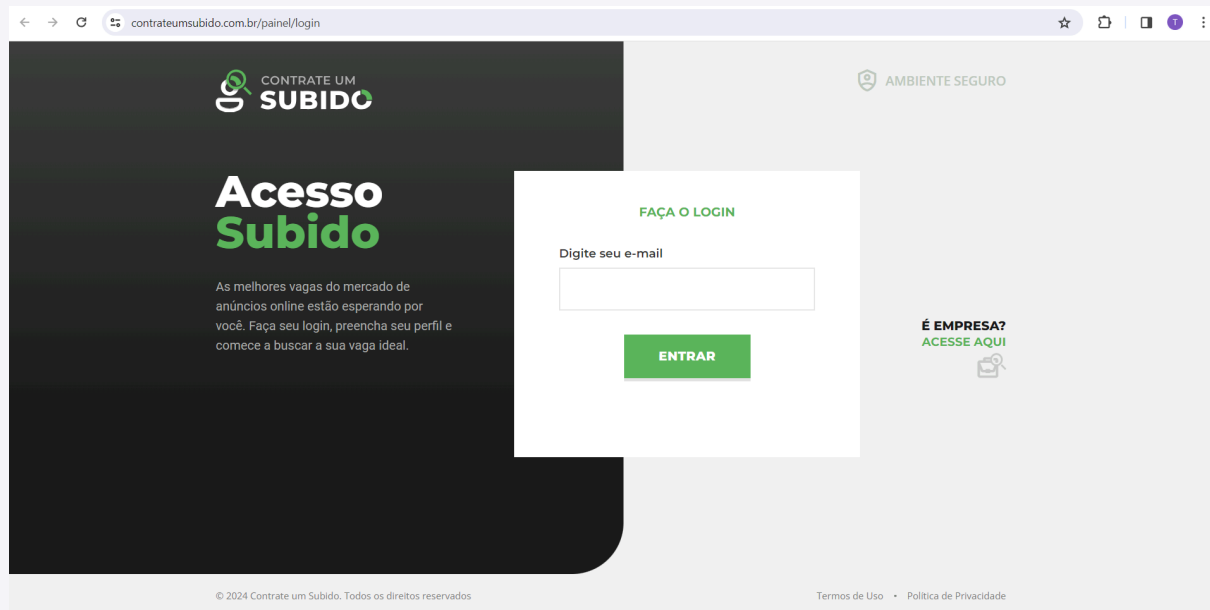 contrateumsubido.com.br/painel/login
T
CONTRATE UM
SUBIDO
AMBIENTE SEGURO
Acesso
Subido
As melhores vagas do mercado de
anúncios online estão esperando por
você. Faça seu login, preencha seu perfil e
comece a buscar a sua vaga ideal.
FAÇA O LOGIN
Digite seu e-mail
ENTRAR
É EMPRESA?
ACESSE AQUI
© 2024 Contrate um Subido. Todos os direitos reservados
Termos de Uso • Política de Privacidade